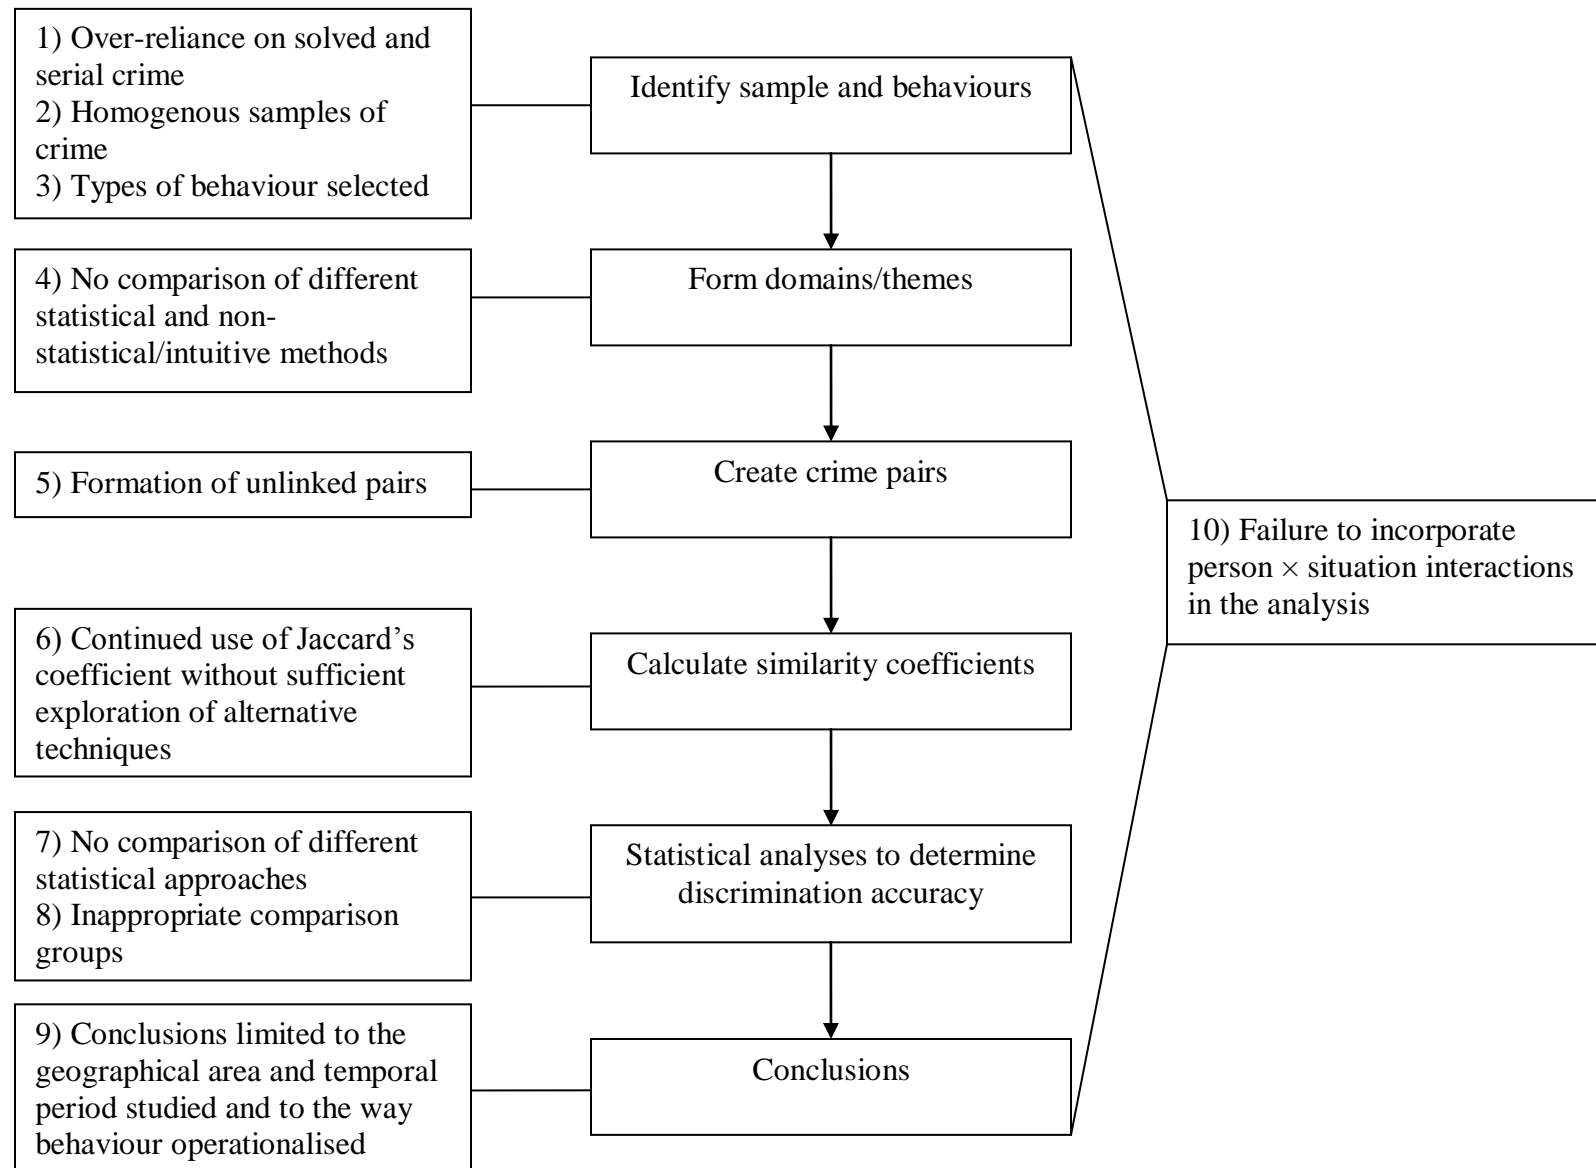 1) Over-reliance on solved and
serial crime
2) Homogenous samples of
crime
3) Types of behaviour selected
Identify sample and behaviours
4) No comparison of different
statistical and non-
statistical/intuitive methods
Form domains/themes
5) Formation of unlinked pairs
Create crime pairs
6) Continued use of Jaccard’s
coefficient without sufficient
exploration of alternative
techniques
Calculate similarity coefficients
7) No comparison of different
statistical approaches
8) Inappropriate comparison
groups
Statistical analyses to determine
discrimination accuracy
9) Conclusions limited to the
geographical area and temporal
period studied and to the way
behaviour operationalised
Conclusions
10) Failure to incorporate
person × situation interactions
in the analysis